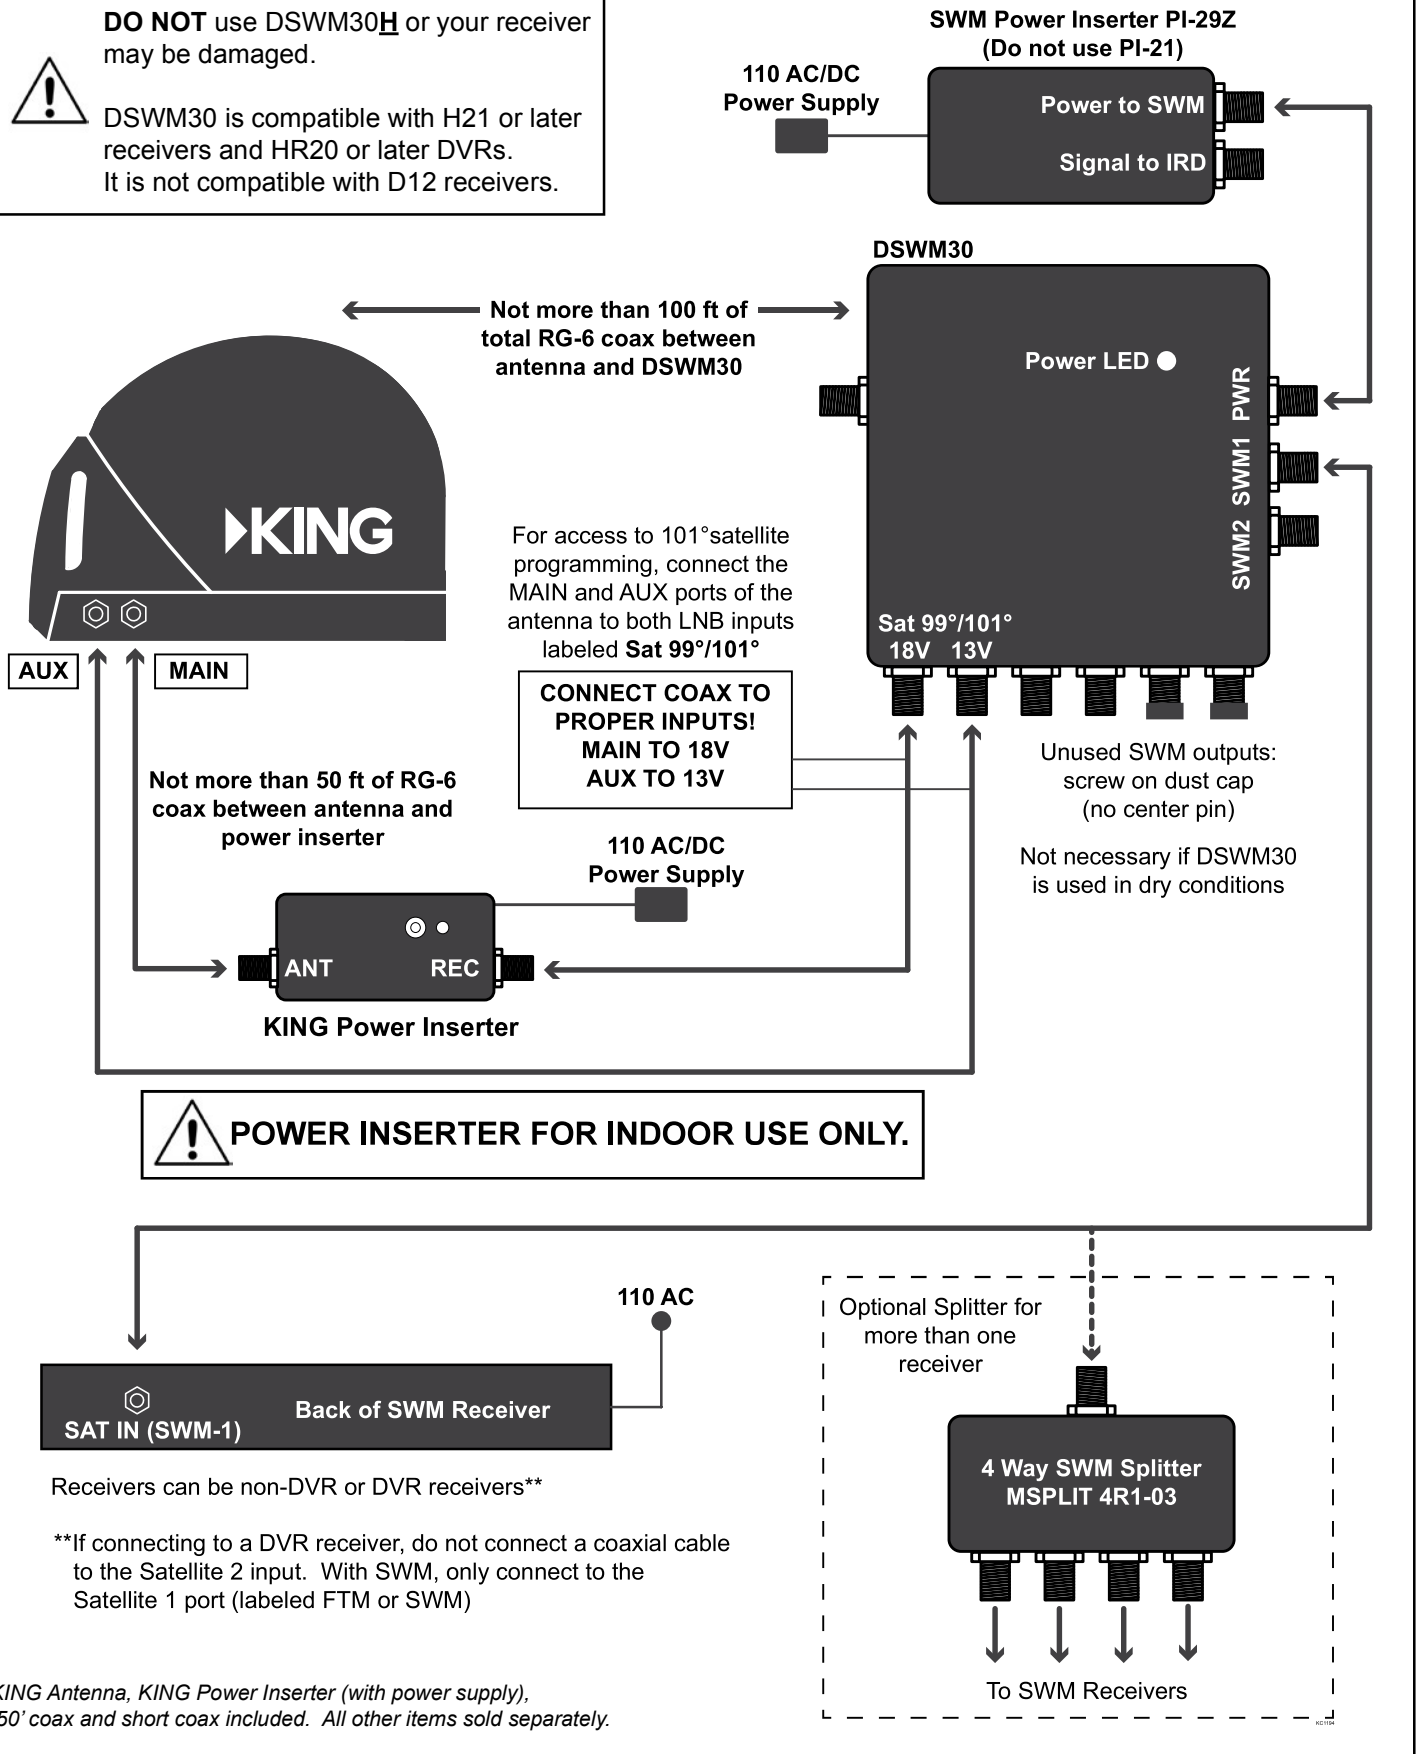 DO NOT use DSWM30H or your receiver
may be damaged.
DSWM30 is compatible with H21 or later
receivers and HR20 or later DVRs.
It is not compatible with D12 receivers.
SWM Power Inserter PI-29Z
(Do not use PI-21)
110 AC/DC
Power Supply
Power to SWM
Signal to IRD
DSWM30
Not more than 100 ft of
total RG-6 coax between
antenna and DSWM30
Power LED
PWR
SWM1
SWM2
KING
For access to 101°satellite
programming, connect the
MAIN and AUX ports of the
antenna to both LNB inputs
labeled Sat 99°/101°
Sat 99°/101°
18V 13V
AUX
MAIN
CONNECT COAX TO
PROPER INPUTS!
MAIN TO 18V
AUX TO 13V
Unused SWM outputs:
screw on dust cap
(no center pin)
Not necessary if DSWM30
is used in dry conditions
Not more than 50 ft of RG-6
coax between antenna and
power inserter
110 AC/DC
Power Supply
ANT
REC
KING Power Inserter
POWER INSERTER FOR INDOOR USE ONLY.
110 AC
SAT IN (SWM-1)
Back of SWM Receiver
Optional Splitter for
more than one
receiver
4 Way SWM Splitter
MSPLIT 4R1-03
To SWM Receivers
Receivers can be non-DVR or DVR receivers**
**If connecting to a DVR receiver, do not connect a coaxial cable
to the Satellite 2 input. With SWM, only connect to the
Satellite 1 port (labeled FTM or SWM)
KING Antenna, KING Power Inserter (with power supply),
50' coax and short coax included. All other items sold separately.
KC1194